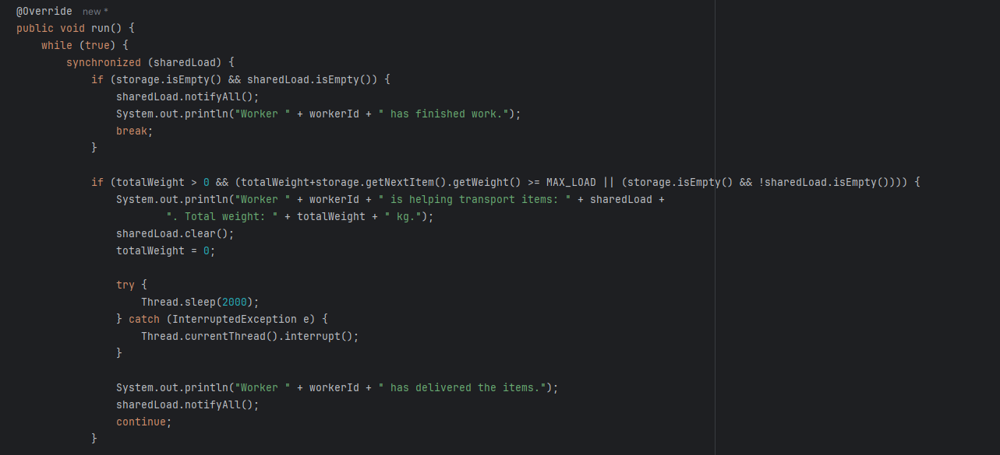 @Override new *
public void run() {
    while (true) {
        synchronized (sharedLoad) {
            if (storage.isEmpty() && sharedLoad.isEmpty()) {
                sharedLoad.notifyAll();
                System.out.println("Worker " + workerId + " has finished work.");
                break;
            }

            if (totalWeight > 0 && (totalWeight+storage.getNextItem().getWeight() >= MAX_LOAD || (storage.isEmpty() && !sharedLoad.isEmpty()))) {
                System.out.println("Worker " + workerId + " is helping transport items: " + sharedLoad +
                        ". Total weight: " + totalWeight + " kg.");
                sharedLoad.clear();
                totalWeight = 0;

                try {
                    Thread.sleep(2000);
                } catch (InterruptedException e) {
                    Thread.currentThread().interrupt();
                }

                System.out.println("Worker " + workerId + " has delivered the items.");
                sharedLoad.notifyAll();
                continue;
            }